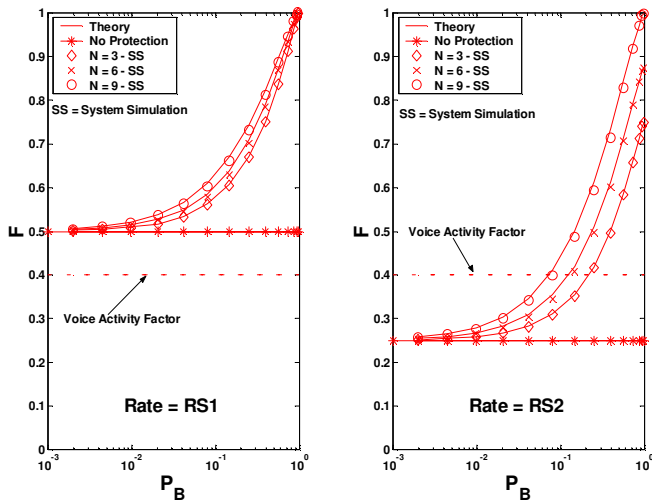 Theory
No Protection
N = 3 - SS
N = 6 - SS
N = 9 - SS
SS = System Simulation
Voice Activity Factor
Rate = RS1
1
0.9
0.8
0.7
0.6
0.5
0.4
0.3
0.2
0.1
0
F
10^-3
10^-2
10^-1
10^0
P_B
Theory
No Protection
N = 3 - SS
N = 6 - SS
N = 9 - SS
SS = System Simulation
Voice Activity Factor
Rate = RS2
1
0.9
0.8
0.7
0.6
0.5
0.4
0.3
0.2
0.1
0
F
10^-3
10^-2
10^-1
10^0
P_B